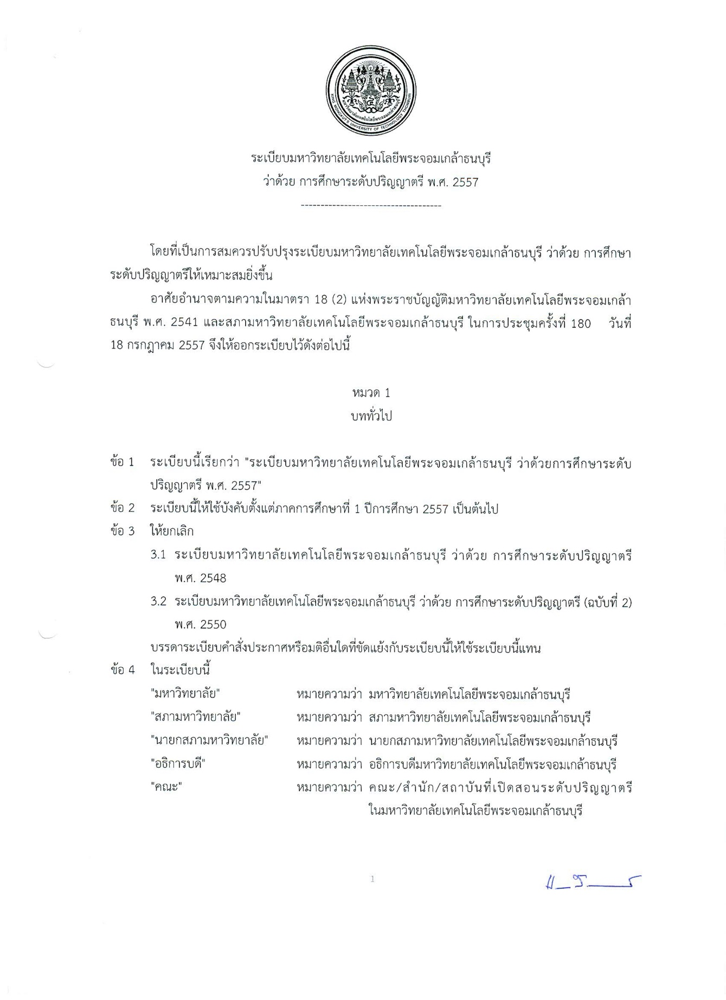 มหาวิทยาลัยเทคโนโลยีพระจอมเกล้าธนบุรี
KING MONGKUT'S UNIVERSITY OF TECHNOLOGY THONBURI
ระเบียบมหาวิทยาลัยเทคโนโลยีพระจอมเกล้าธนบุรี
ว่าด้วย การศึกษาระดับปริญญาตรี พ.ศ. 2557
------------------------------------
โดยที่เป็นการสมควรปรับปรุงระเบียบมหาวิทยาลัยเทคโนโลยีพระจอมเกล้าธนบุรี ว่าด้วย การศึกษา
ระดับปริญญาตรีให้เหมาะสมยิ่งขึ้น
อาศัยอำนาจตามความในมาตรา 18 (2) แห่งพระราชบัญญัติมหาวิทยาลัยเทคโนโลยีพระจอมเกล้า
ธนบุรี พ.ศ. 2541 และสภามหาวิทยาลัยเทคโนโลยีพระจอมเกล้าธนบุรี ในการประชุมครั้งที่ 180 วันที่
18 กรกฎาคม 2557 จึงให้ออกระเบียบไว้ดังต่อไปนี้
หมวด 1
บททั่วไป
ข้อ 1 ระเบียบนี้เรียกว่า "ระเบียบมหาวิทยาลัยเทคโนโลยีพระจอมเกล้าธนบุรี ว่าด้วยการศึกษาระดับ
ปริญญาตรี พ.ศ. 2557"
ข้อ 2 ระเบียบนี้ให้ใช้บังคับตั้งแต่ภาคการศึกษาที่ 1 ปีการศึกษา 2557 เป็นต้นไป
ข้อ 3 ให้ยกเลิก
3.1 ระเบียบมหาวิทยาลัยเทคโนโลยีพระจอมเกล้าธนบุรี ว่าด้วย การศึกษาระดับปริญญาตรี
พ.ศ. 2548
3.2 ระเบียบมหาวิทยาลัยเทคโนโลยีพระจอมเกล้าธนบุรี ว่าด้วย การศึกษาระดับปริญญาตรี (ฉบับที่ 2)
พ.ศ. 2550
บรรดาระเบียบคำสั่งประกาศหรือมติอื่นใดที่ขัดแย้งกับระเบียบนี้ให้ใช้ระเบียบนี้แทน
ข้อ 4 ในระเบียบนี้
"มหาวิทยาลัย" หมายความว่า มหาวิทยาลัยเทคโนโลยีพระจอมเกล้าธนบุรี
"สภามหาวิทยาลัย" หมายความว่า สภามหาวิทยาลัยเทคโนโลยีพระจอมเกล้าธนบุรี
"นายกสภามหาวิทยาลัย" หมายความว่า นายกสภามหาวิทยาลัยเทคโนโลยีพระจอมเกล้าธนบุรี
"อธิการบดี" หมายความว่า อธิการบดีมหาวิทยาลัยเทคโนโลยีพระจอมเกล้าธนบุรี
"คณะ" หมายความว่า คณะ/สำนัก/สถาบันที่เปิดสอนระดับปริญญาตรี
ในมหาวิทยาลัยเทคโนโลยีพระจอมเกล้าธนบุรี
1